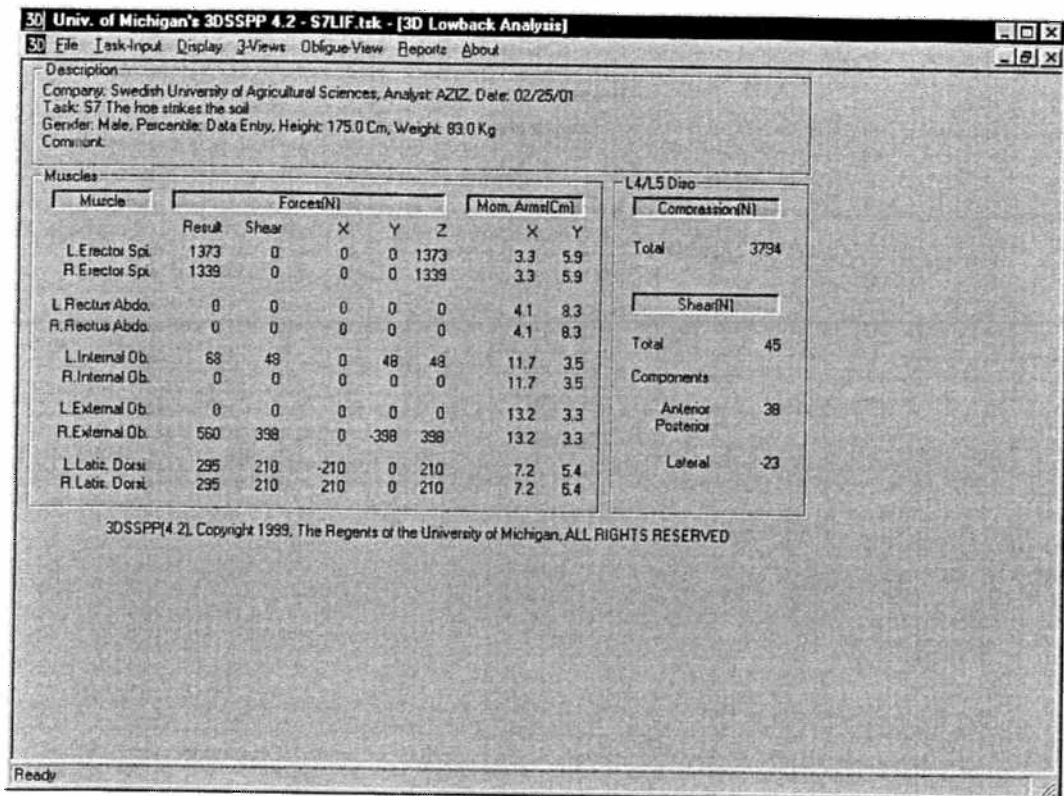 3D Univ. of Michigan's 3DSSPP 4.2 - S7LIF.tsk - [3D Lowback Analysis]
3D File Task-Input Display 3-Views Obligue-View Reports About
Description
Company: Swedish University of Agricultural Sciences, Analyst: AZIZ, Date: 02/25/01
Task: S7 The hoe strikes the soil
Gender: Male, Percentile: Data Entry, Height: 175.0 Cm, Weight: 83.0 Kg
Comment:
Muscles
Muscle Forces(N) Mom. Arms(Cm)
Result Shear X Y Z X Y
L.Erector Spi. 1373 0 0 0 1373 3.3 5.9
R.Erector Spi. 1339 0 0 0 1339 3.3 5.9
L.Rectus Abdo. 0 0 0 0 0 4.1 8.3
R.Rectus Abdo. 0 0 0 0 0 4.1 8.3
L.Internal Ob. 68 48 0 48 48 11.7 3.5
R.Internal Ob. 0 0 0 0 0 11.7 3.5
L.External Ob. 0 0 0 0 0 13.2 3.3
R.External Ob. 560 398 0 -398 398 13.2 3.3
L.Latis. Dorsi. 295 210 -210 0 210 7.2 5.4
R.Latis. Dorsi. 295 210 210 0 210 7.2 5.4
L4/L5 Disc
Compression(N)
Total 3794
Shear(N)
Total 45
Components
Anterior 38
Posterior
Lateral -23
3DSSPP(4.2), Copyright 1999, The Regents of the University of Michigan, ALL RIGHTS RESERVED
Ready